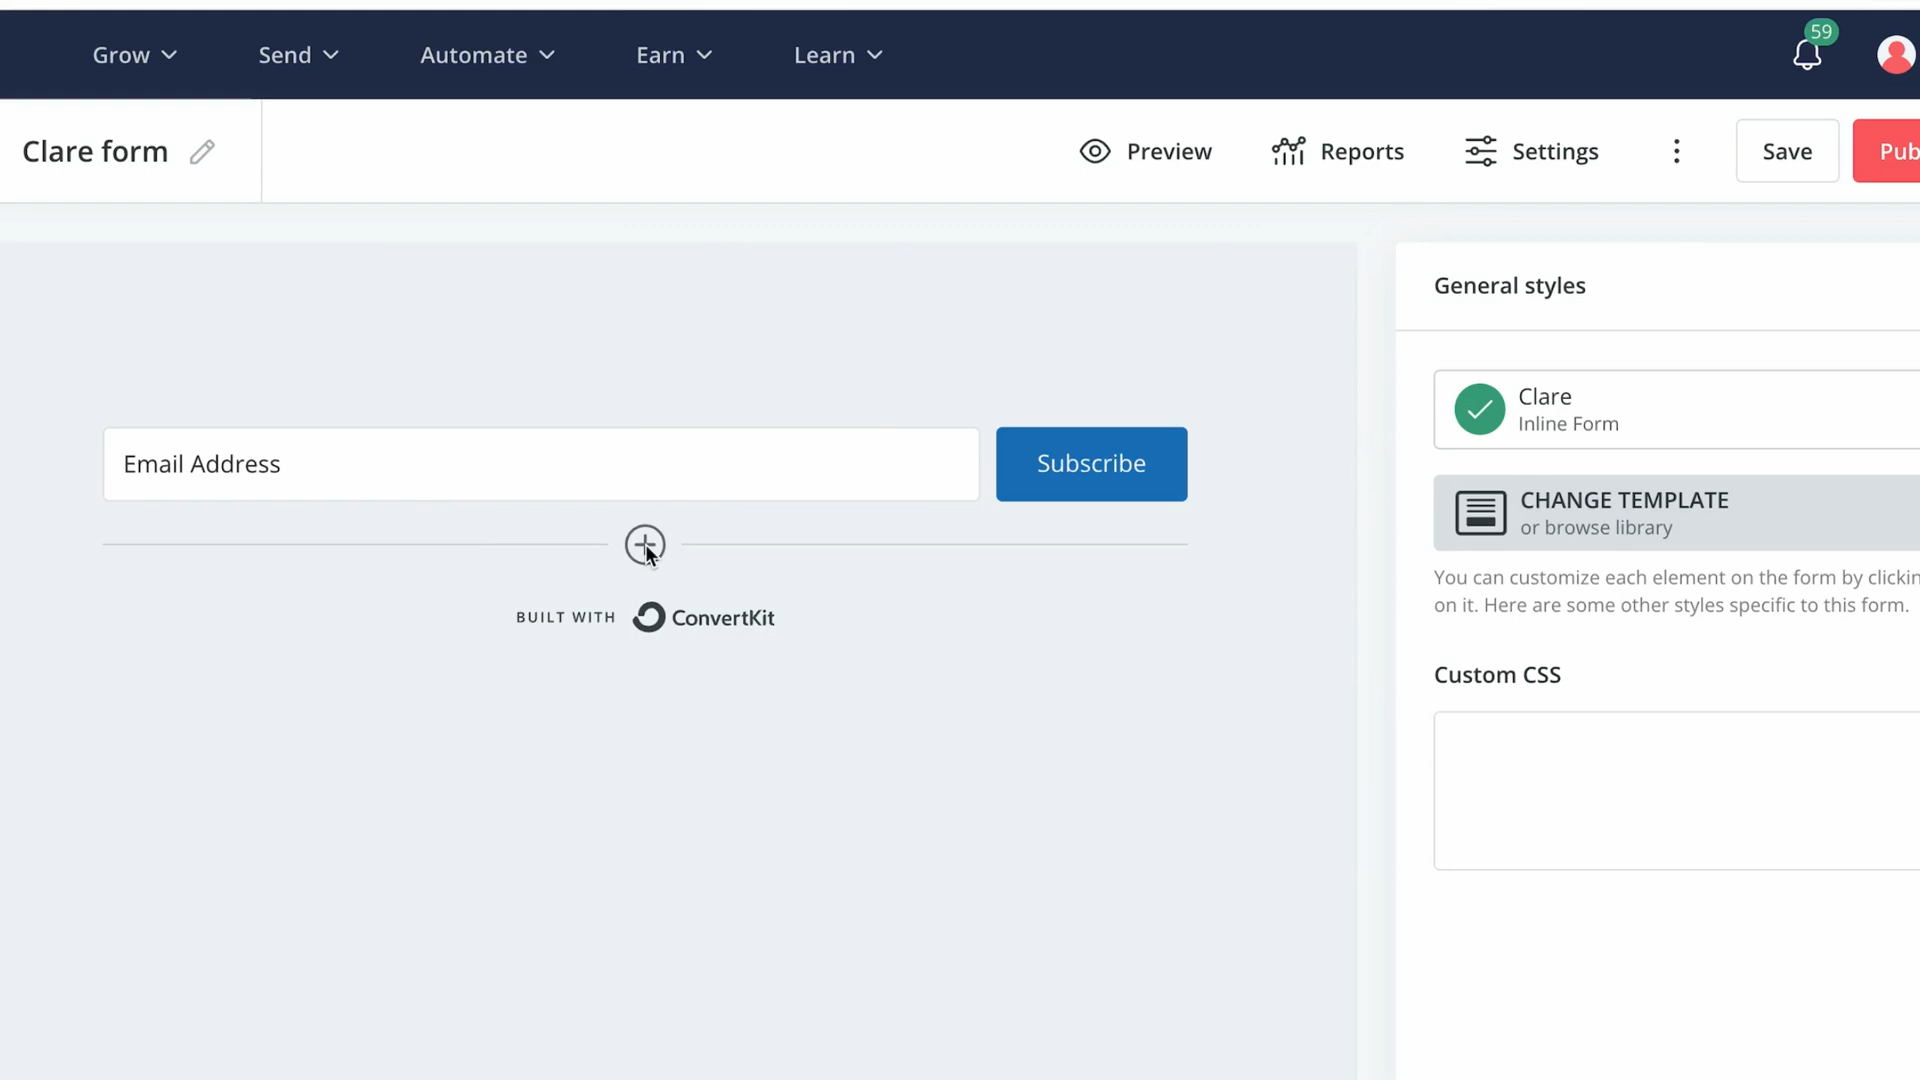 Grow
Send
Automate
Earn
Learn
59
Clare form
Preview
Reports
Settings
Save
Pub
General styles
Clare
Inline Form
Email Address
Subscribe
CHANGE TEMPLATE
or browse library
You can customize each element on the form by clickin
on it. Here are some other styles specific to this form.
BUILT WITH ConvertKit
Custom CSS